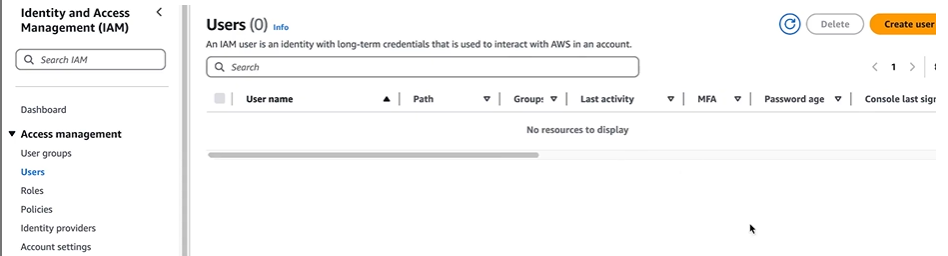 Identity and Access
Management (IAM)
Search IAM
Dashboard
Access management
User groups
Users
Roles
Policies
Identity providers
Account settings
Users (0) Info
Delete
Create user
An IAM user is an identity with long-term credentials that is used to interact with AWS in an account.
Search
1
User name
Path
Group:
Last activity
MFA
Password age
Console last sign
No resources to display